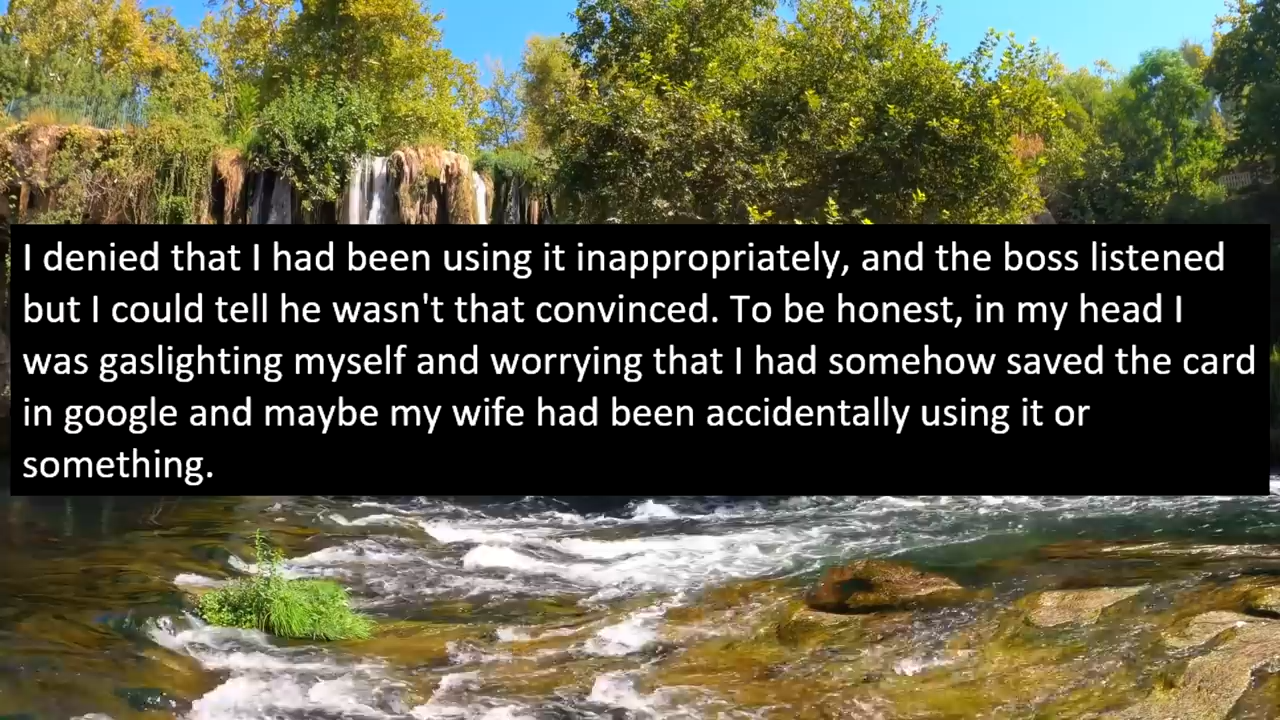 I denied that I had been using it inappropriately, and the boss listened
but I could tell he wasn't that convinced. To be honest, in my head I
was gaslighting myself and worrying that I had somehow saved the card
in google and maybe my wife had been accidentally using it or
something.